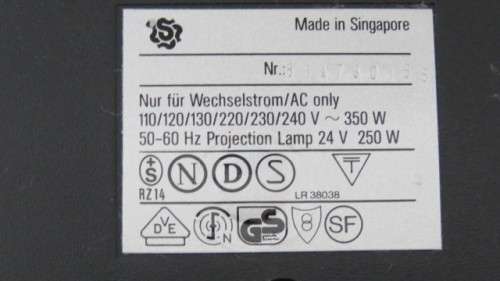 S Made in Singapore
Nr.:
Nur für Wechselstrom/AC only
110/120/130/220/230/240 V ~ 350 W
50-60 Hz Projection Lamp 24 V 250 W
+S N D S T
RZ14 LR 38038
DVE N GS 8 SF